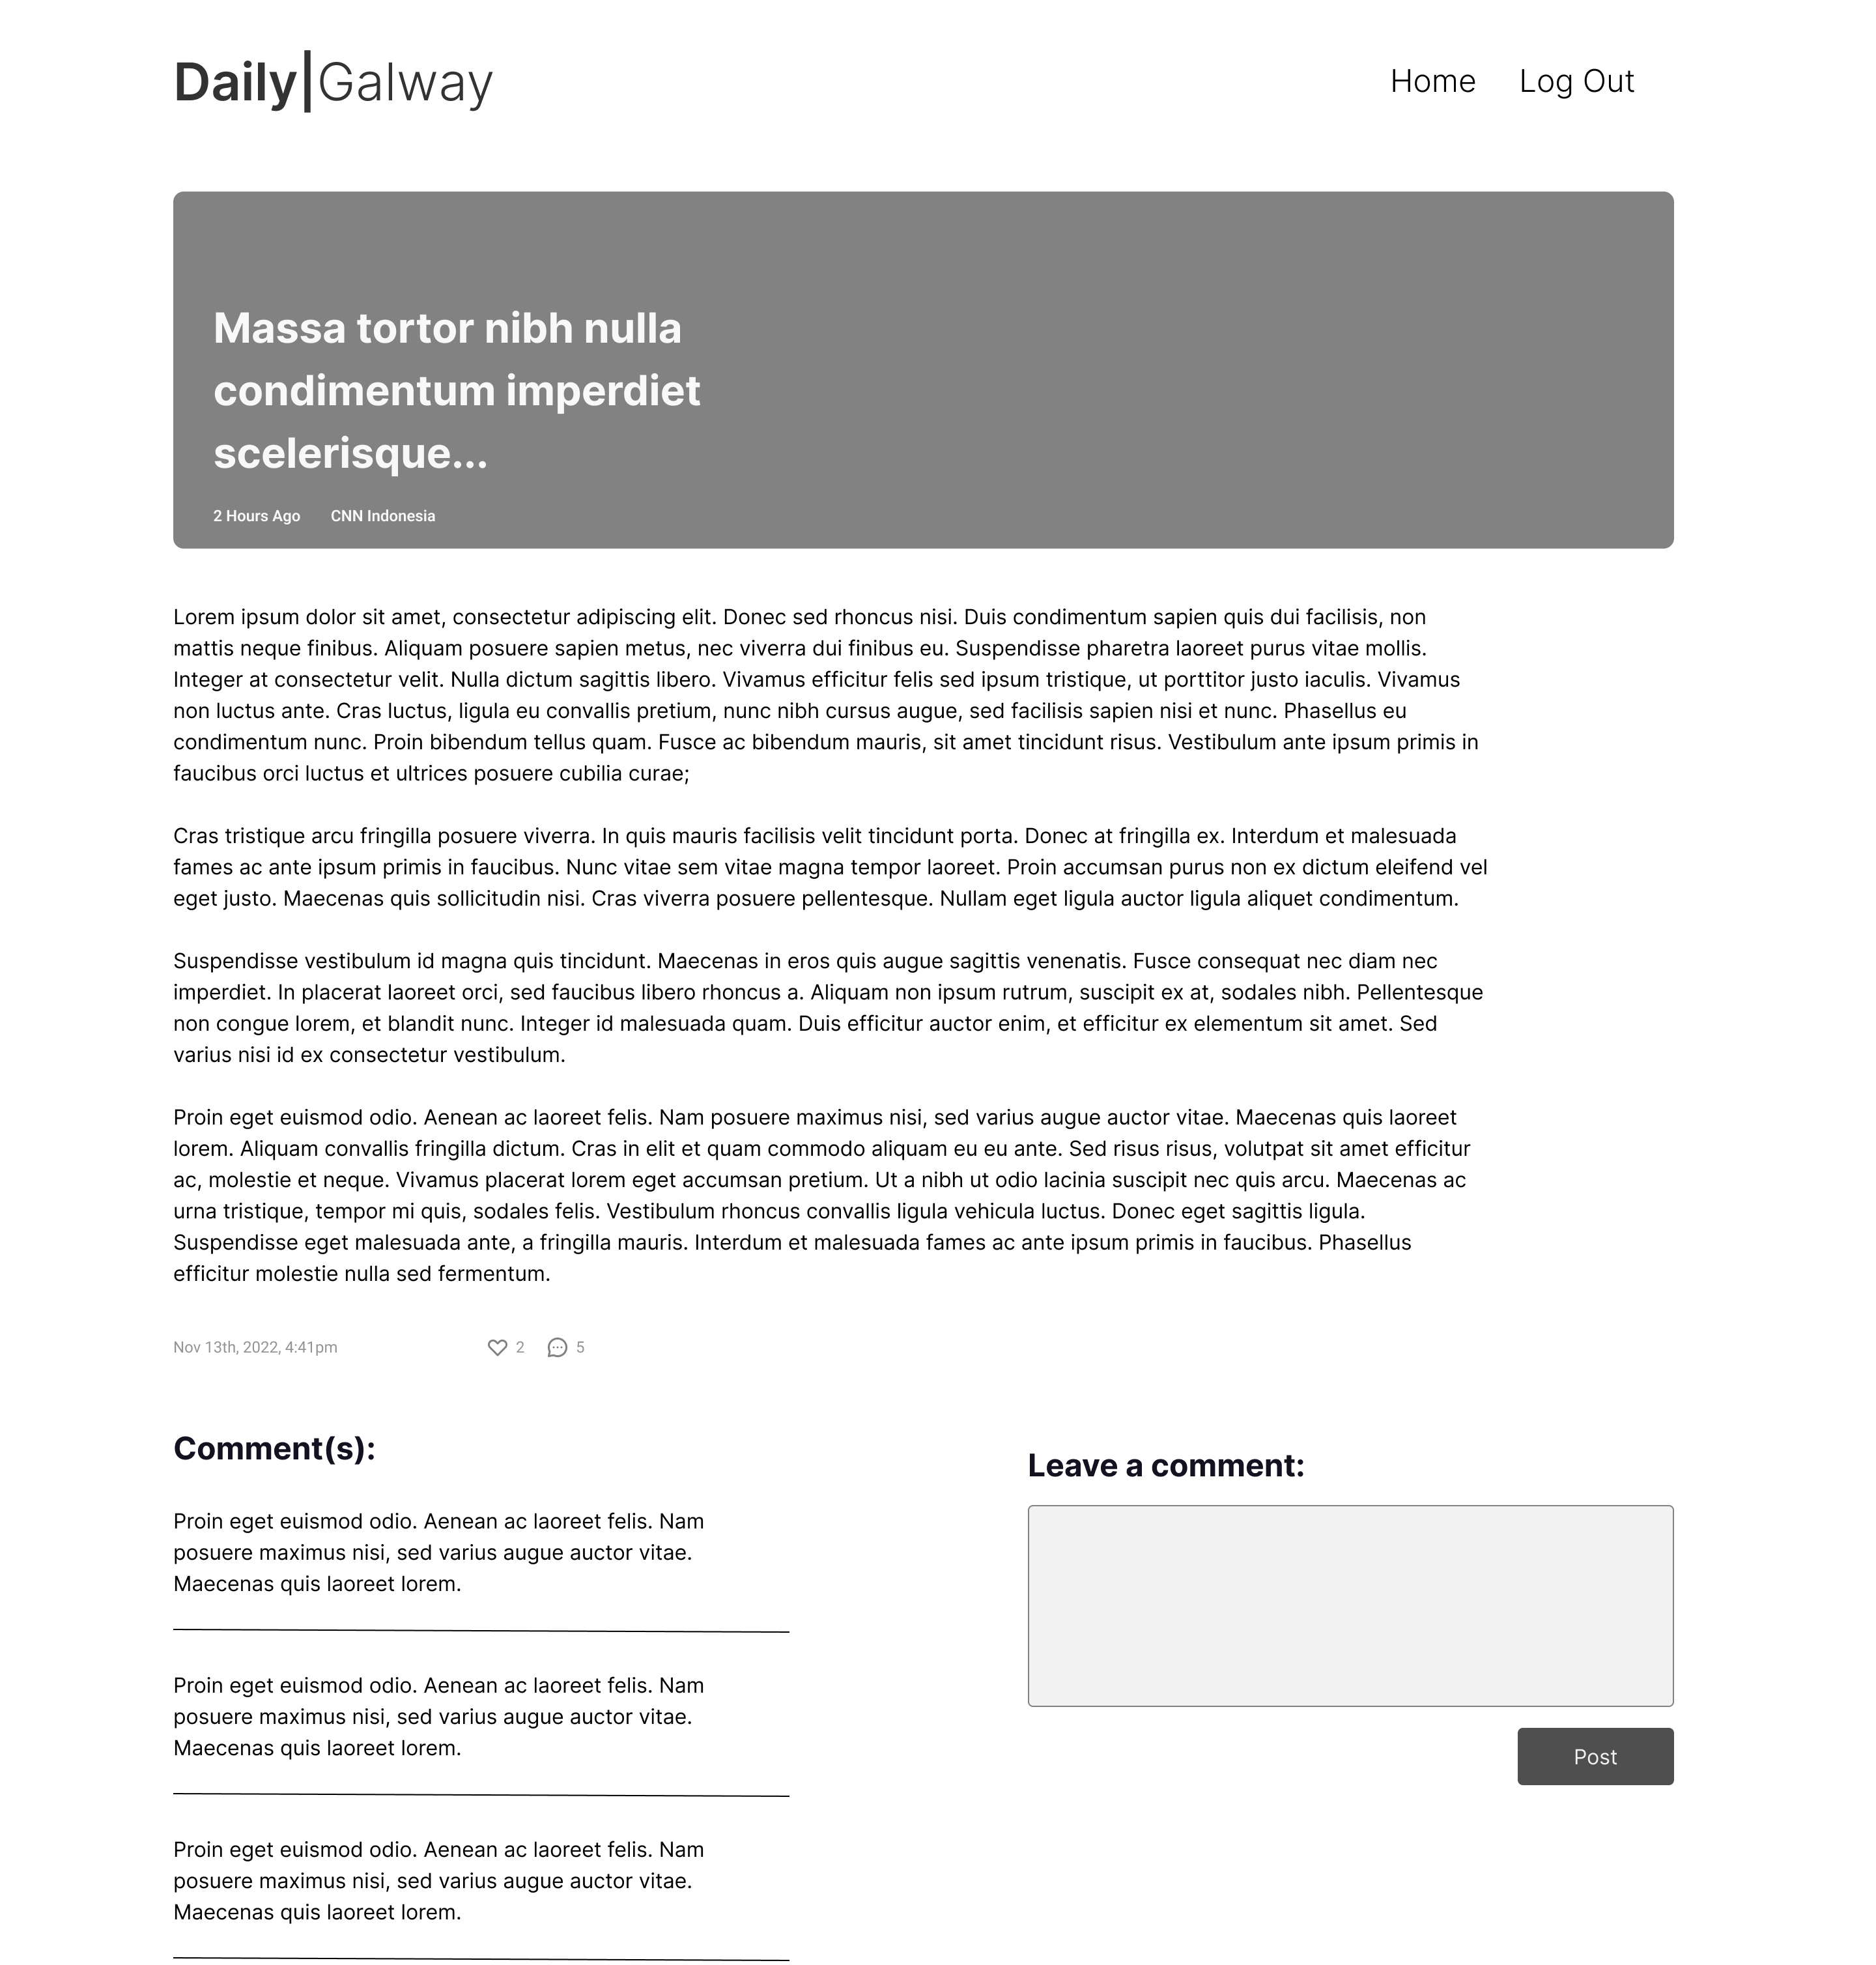 Daily|Galway
Home Log Out
Massa tortor nibh nulla
condimentum imperdiet
scelerisque...
2 Hours Ago CNN Indonesia
Lorem ipsum dolor sit amet, consectetur adipiscing elit. Donec sed rhoncus nisi. Duis condimentum sapien quis dui facilisis, non
mattis neque finibus. Aliquam posuere sapien metus, nec viverra dui finibus eu. Suspendisse pharetra laoreet purus vitae mollis.
Integer at consectetur velit. Nulla dictum sagittis libero. Vivamus efficitur felis sed ipsum tristique, ut porttitor justo iaculis. Vivamus
non luctus ante. Cras luctus, ligula eu convallis pretium, nunc nibh cursus augue, sed facilisis sapien nisi et nunc. Phasellus eu
condimentum nunc. Proin bibendum tellus quam. Fusce ac bibendum mauris, sit amet tincidunt risus. Vestibulum ante ipsum primis in
faucibus orci luctus et ultrices posuere cubilia curae;
Cras tristique arcu fringilla posuere viverra. In quis mauris facilisis velit tincidunt porta. Donec at fringilla ex. Interdum et malesuada
fames ac ante ipsum primis in faucibus. Nunc vitae sem vitae magna tempor laoreet. Proin accumsan purus non ex dictum eleifend vel
eget justo. Maecenas quis sollicitudin nisi. Cras viverra posuere pellentesque. Nullam eget ligula auctor ligula aliquet condimentum.
Suspendisse vestibulum id magna quis tincidunt. Maecenas in eros quis augue sagittis venenatis. Fusce consequat nec diam nec
imperdiet. In placerat laoreet orci, sed faucibus libero rhoncus a. Aliquam non ipsum rutrum, suscipit ex at, sodales nibh. Pellentesque
non congue lorem, et blandit nunc. Integer id malesuada quam. Duis efficitur auctor enim, et efficitur ex elementum sit amet. Sed
varius nisi id ex consectetur vestibulum.
Proin eget euismod odio. Aenean ac laoreet felis. Nam posuere maximus nisi, sed varius augue auctor vitae. Maecenas quis laoreet
lorem. Aliquam convallis fringilla dictum. Cras in elit et quam commodo aliquam eu eu ante. Sed risus risus, volutpat sit amet efficitur
ac, molestie et neque. Vivamus placerat lorem eget accumsan pretium. Ut a nibh ut odio lacinia suscipit nec quis arcu. Maecenas ac
urna tristique, tempor mi quis, sodales felis. Vestibulum rhoncus convallis ligula vehicula luctus. Donec eget sagittis ligula.
Suspendisse eget malesuada ante, a fringilla mauris. Interdum et malesuada fames ac ante ipsum primis in faucibus. Phasellus
efficitur molestie nulla sed fermentum.
Nov 13th, 2022, 4:41pm 2 5
Comment(s):
Proin eget euismod odio. Aenean ac laoreet felis. Nam
posuere maximus nisi, sed varius augue auctor vitae.
Maecenas quis laoreet lorem.
Proin eget euismod odio. Aenean ac laoreet felis. Nam
posuere maximus nisi, sed varius augue auctor vitae.
Maecenas quis laoreet lorem.
Proin eget euismod odio. Aenean ac laoreet felis. Nam
posuere maximus nisi, sed varius augue auctor vitae.
Maecenas quis laoreet lorem.
Leave a comment:
Post